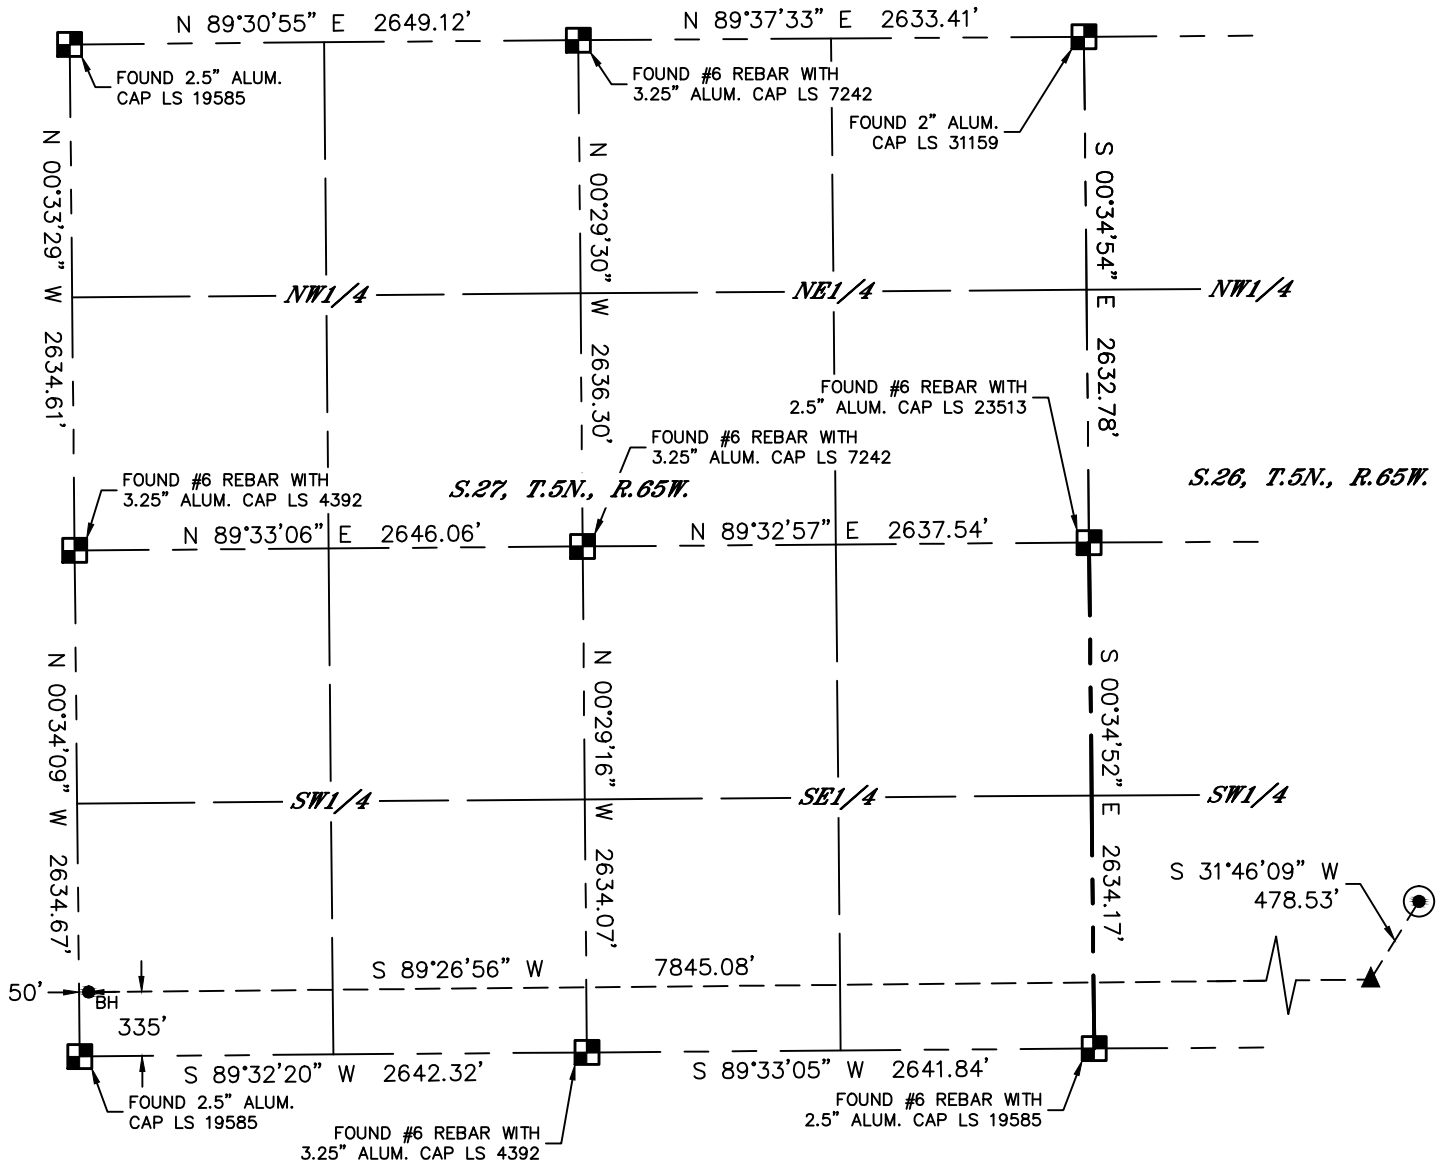 N 89°30'55" E 2649.12'
N 89°37'33" E 2633.41'
FOUND 2.5" ALUM.
CAP LS 19585
FOUND #6 REBAR WITH
3.25" ALUM. CAP LS 7242
FOUND 2" ALUM.
CAP LS 31159
N 00°33'29" W 2634.61'
N 00°29'30" W 2636.30'
S 00°34'54" E 2632.78'
NW1/4
NE1/4
NW1/4
FOUND #6 REBAR WITH
2.5" ALUM. CAP LS 23513
FOUND #6 REBAR WITH
3.25" ALUM. CAP LS 7242
FOUND #6 REBAR WITH
3.25" ALUM. CAP LS 4392
S.27, T.5N., R.65W.
S.26, T.5N., R.65W.
N 89°33'06" E 2646.06'
N 89°32'57" E 2637.54'
N 00°34'09" W 2634.67'
N 00°29'16" W 2634.07'
S 00°34'52" E 2634.17'
SW1/4
SE1/4
SW1/4
S 31°46'09" W
478.53'
S 89°26'56" W 7845.08'
50'
BH
335'
S 89°32'20" W 2642.32'
S 89°33'05" W 2641.84'
FOUND 2.5" ALUM.
CAP LS 19585
FOUND #6 REBAR WITH
3.25" ALUM. CAP LS 4392
FOUND #6 REBAR WITH
2.5" ALUM. CAP LS 19585